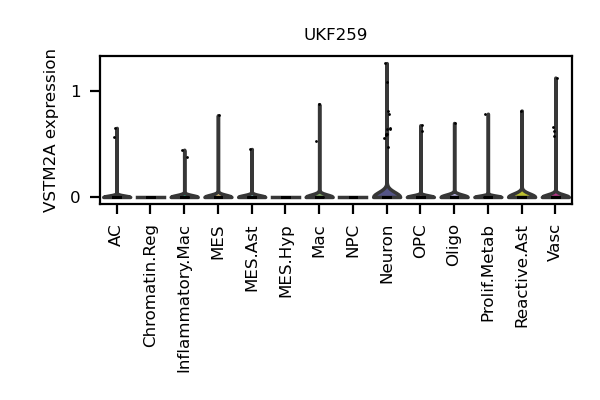 UKF259
VSTM2A expression
1
0
AC
Chromatin.Reg
Inflammatory.Mac
MES
MES.Ast
MES.Hyp
Mac
NPC
Neuron
OPC
Oligo
Prolif.Metab
Reactive.Ast
Vasc